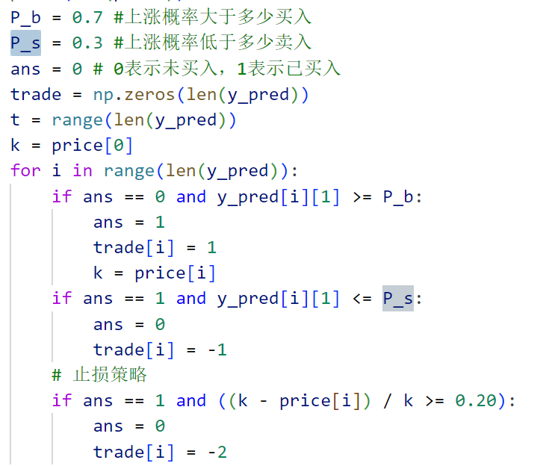 P_b = 0.7 #上涨概率大于多少买入
P_s = 0.3 #上涨概率低于多少卖入
ans = 0 # 0表示未买入，1表示已买入
trade = np.zeros(len(y_pred))
t = range(len(y_pred))
k = price[0]
for i in range(len(y_pred)):
    if ans == 0 and y_pred[i][1] >= P_b:
        ans = 1
        trade[i] = 1
        k = price[i]
    if ans == 1 and y_pred[i][1] <= P_s:
        ans = 0
        trade[i] = -1
    # 止损策略
    if ans == 1 and ((k - price[i]) / k >= 0.20):
        ans = 0
        trade[i] = -2